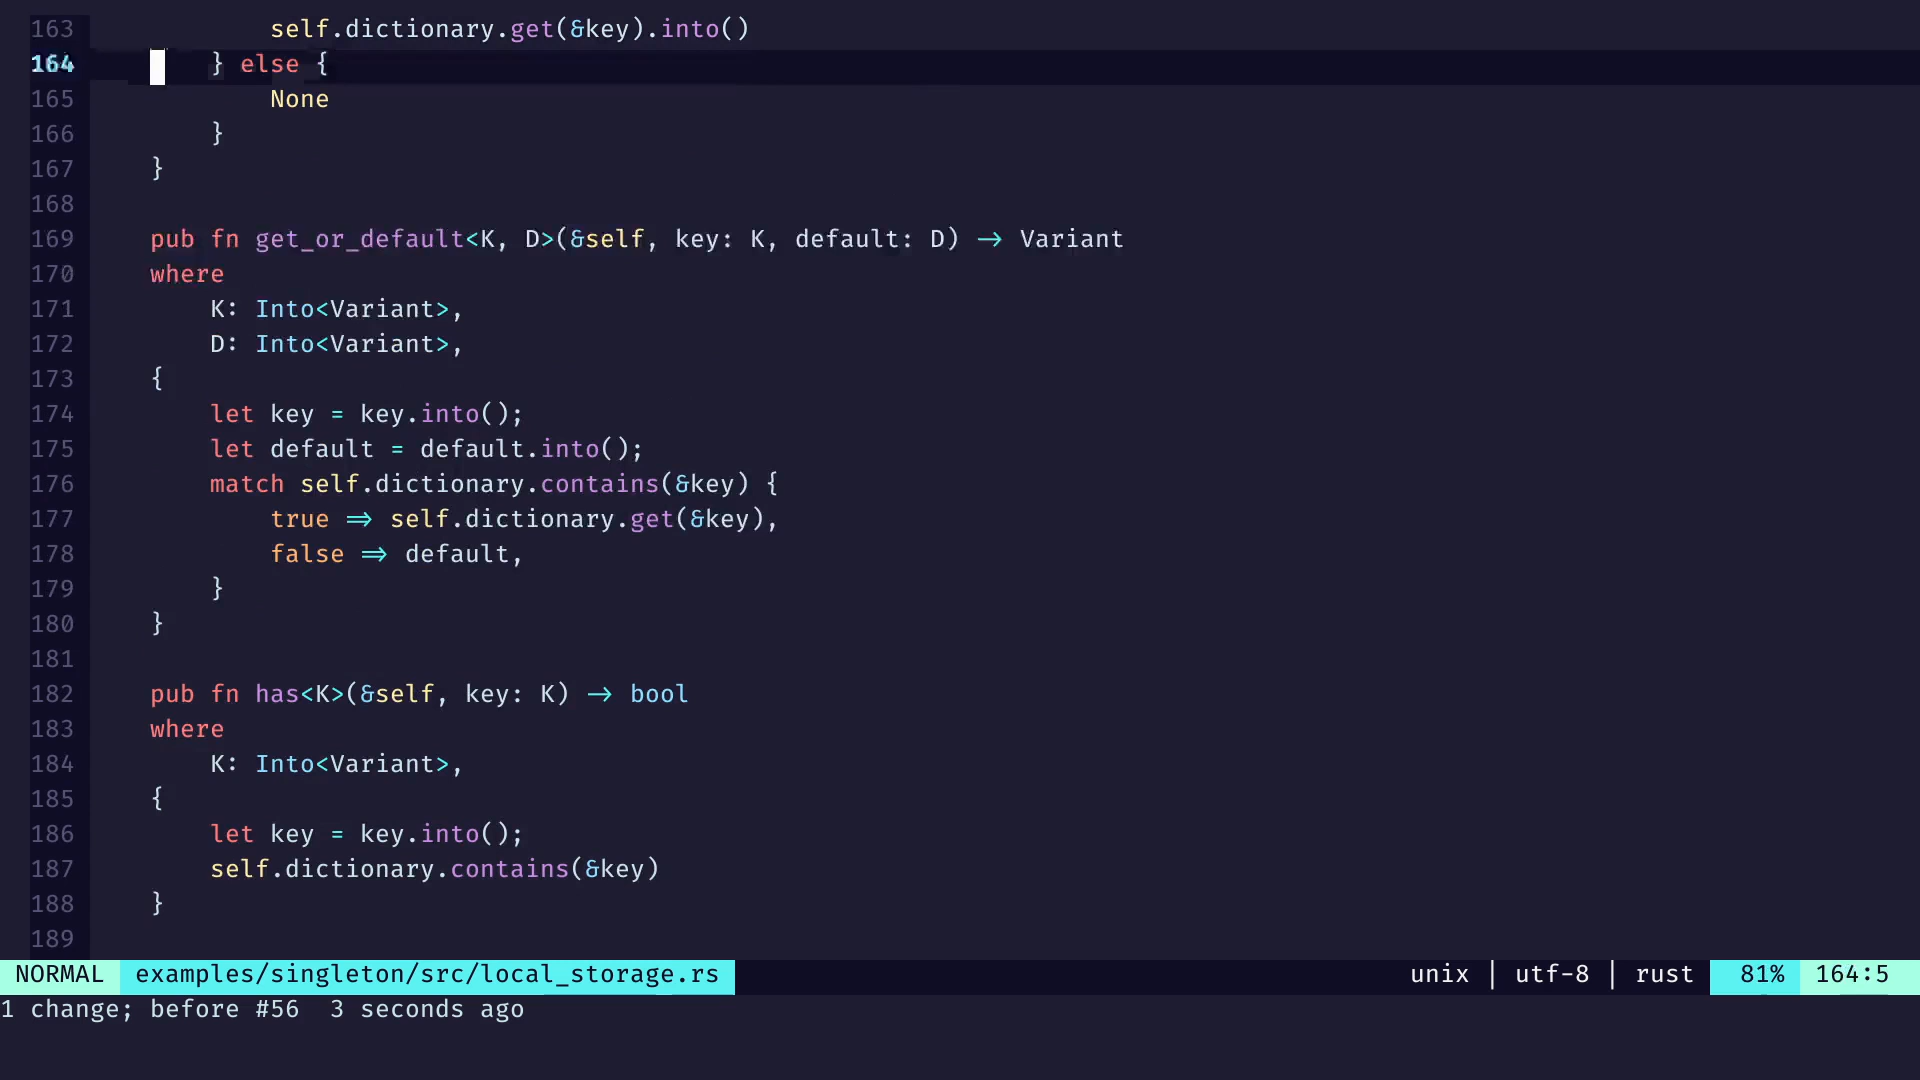 163             self.dictionary.get(&key).into()
164         } else {
165             None
166         }
167     }
168
169     pub fn get_or_default<K, D>(&self, key: K, default: D) -> Variant
170     where
171         K: Into<Variant>,
172         D: Into<Variant>,
173     {
174         let key = key.into();
175         let default = default.into();
176         match self.dictionary.contains(&key) {
177             true => self.dictionary.get(&key),
178             false => default,
179         }
180     }
181
182     pub fn has<K>(&self, key: K) -> bool
183     where
184         K: Into<Variant>,
185     {
186         let key = key.into();
187         self.dictionary.contains(&key)
188     }
189
NORMAL examples/singleton/src/local_storage.rs unix | utf-8 | rust 81% 164:5
1 change; before #56  3 seconds ago